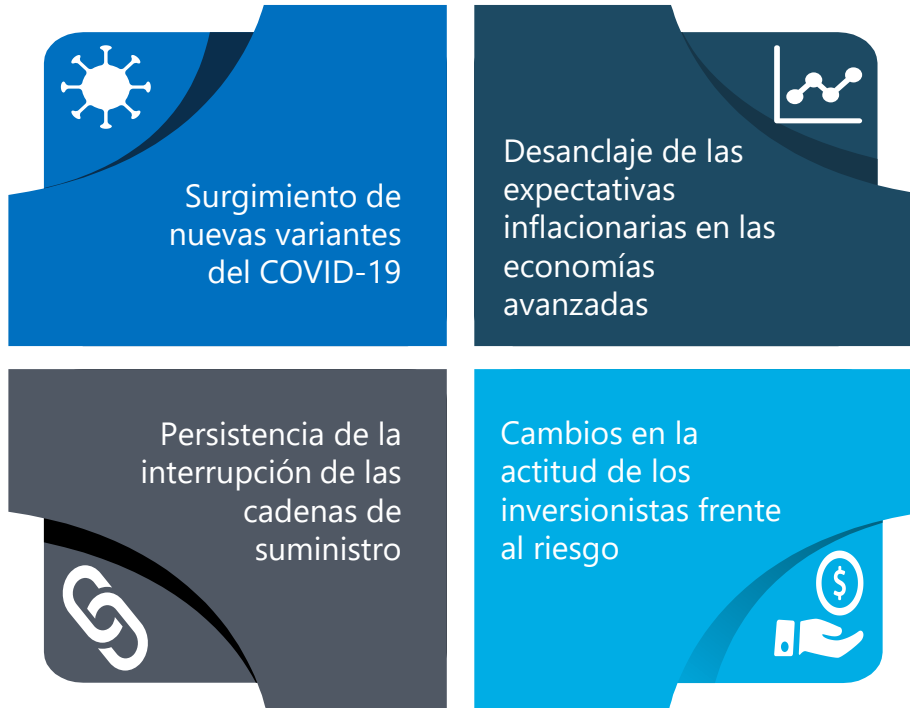 Surgimiento de
nuevas variantes
del COVID-19
Desanclaje de las
expectativas
inflacionarias en las
economías
avanzadas
Persistencia de la
interrupción de las
cadenas de
suministro
Cambios en la
actitud de los
inversionistas frente
al riesgo
$